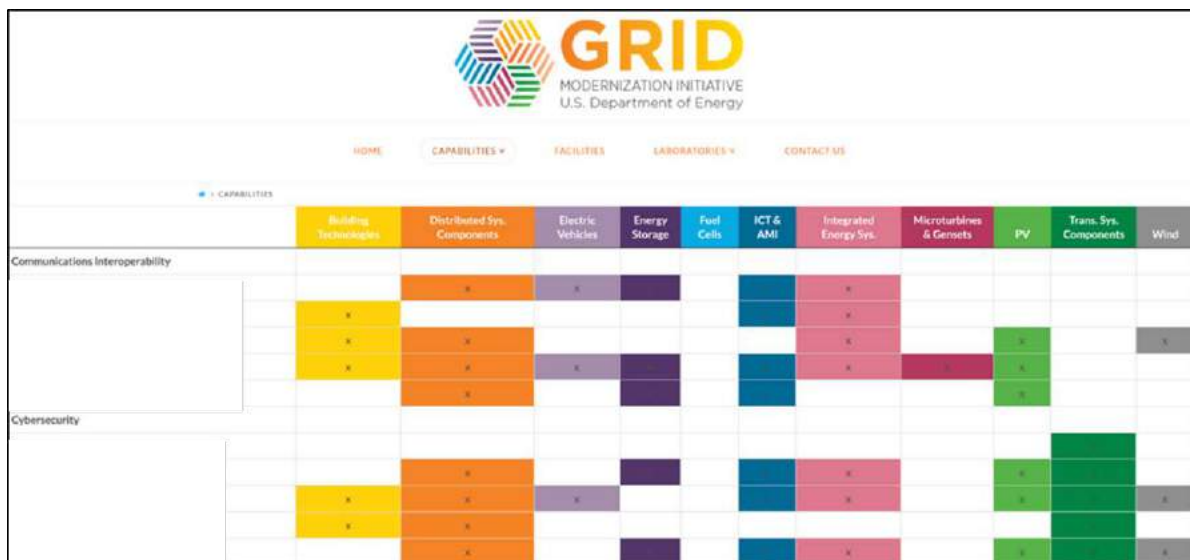 GRID
MODERNIZATION INITIATIVE
U.S. Department of Energy
HOME CAPABILITIES ˅ FACILITIES LABORATORIES ˅ CONTACT US
> CAPABILITIES
Building Technologies Distributed Sys. Components Electric Vehicles Energy Storage Fuel Cells ICT & AMI Integrated Energy Sys. Microturbines & Gensets PV Trans. Sys. Components Wind
Communications Interoperability
X X X
X X
X X X X X
X X X X X X
X X
Cybersecurity
X X X
X X X X X X
X X
X X X X